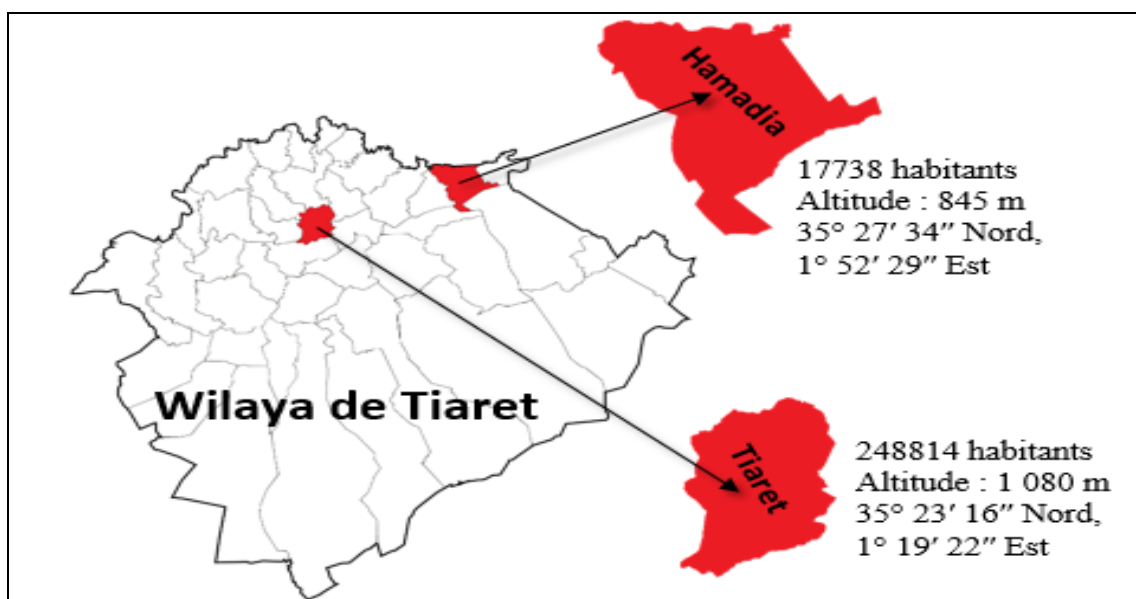 Hamadia
17738 habitants
Altitude : 845 m
35° 27′ 34″ Nord,
1° 52′ 29″ Est
Wilaya de Tiaret
Tiaret
248814 habitants
Altitude : 1 080 m
35° 23′ 16″ Nord,
1° 19′ 22″ Est